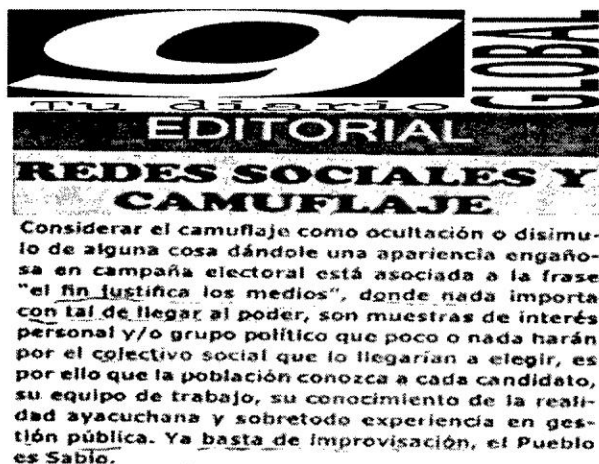 g
GLOBAL
Tu diario
EDITORIAL
REDES SOCIALES Y
CAMUFLAJE
Considerar el camuflaje como ocultación o disimu-
lo de alguna cosa dándole una apariencia engaño-
sa en campaña electoral está asociada a la frase
"el fin justifica los medios", donde nada importa
con tal de llegar al poder, son muestras de interés
personal y/o grupo político que poco o nada harán
por el colectivo social que lo llegarían a elegir, es
por ello que la población conozca a cada candidato,
su equipo de trabajo, su conocimiento de la reali-
dad ayacuchana y sobretodo experiencia en ges-
tión pública. Ya basta de improvisación, el Pueblo
es Sabio.